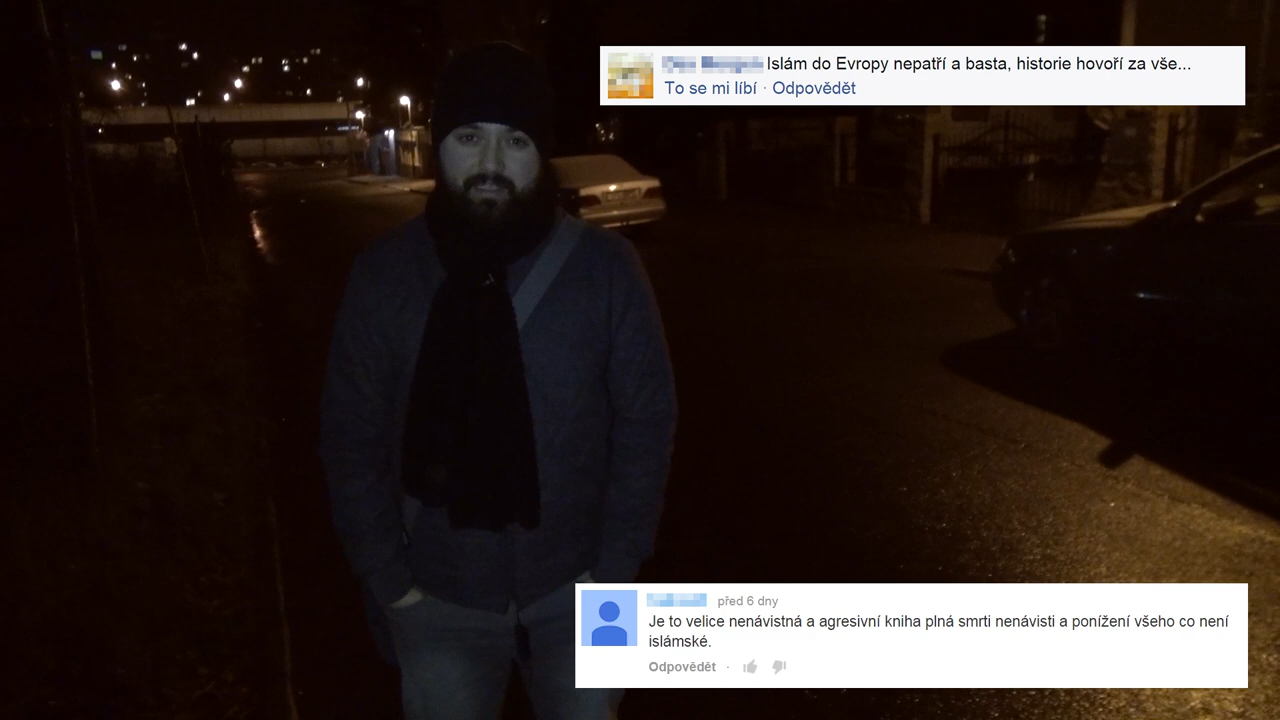 Islám do Evropy nepatří a basta, historie hovoří za vše...
To se mi líbí · Odpovědět
před 6 dny
Je to velice nenávistná a agresivní kniha plná smrti nenávisti a ponížení všeho co není
islámské.
Odpovědět ·